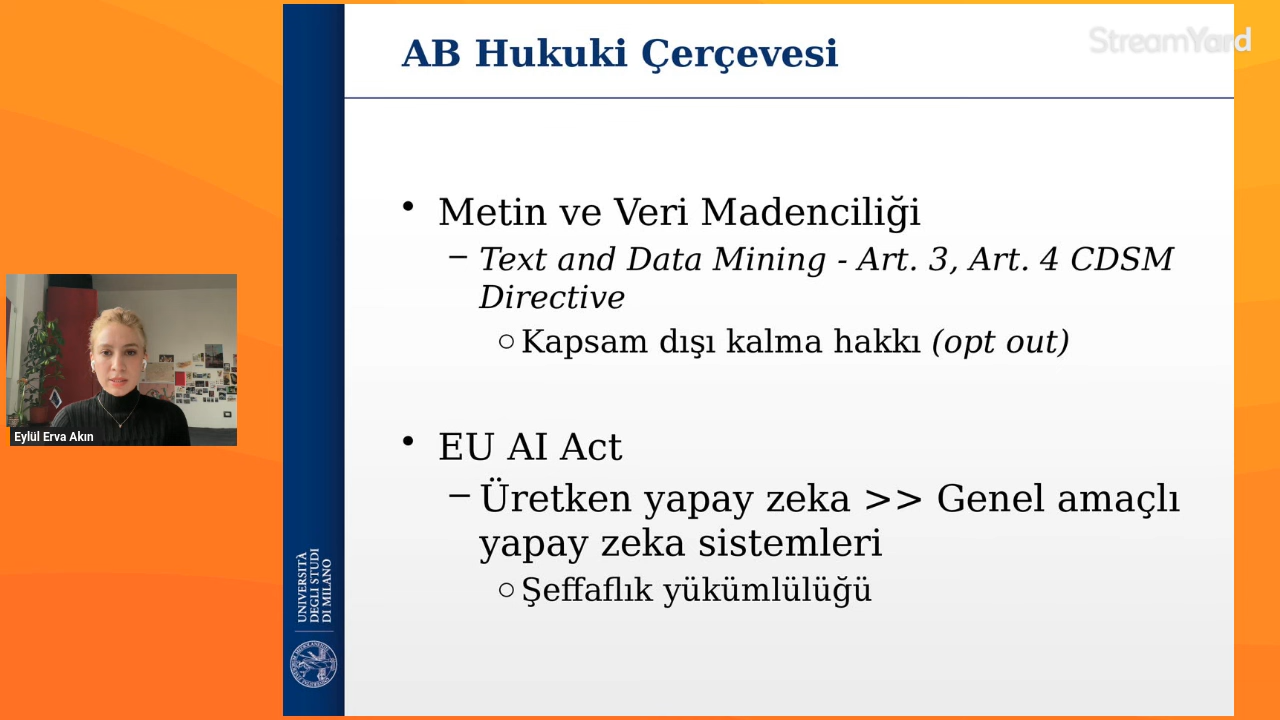 StreamYard
AB Hukuki Çerçevesi
• Metin ve Veri Madenciliği
– Text and Data Mining - Art. 3, Art. 4 CDSM
Directive
○ Kapsam dışı kalma hakkı (opt out)
• EU AI Act
– Üretken yapay zeka >> Genel amaçlı
yapay zeka sistemleri
○ Şeffaflık yükümlülüğü
Eylül Erva Akın
UNIVERSITÀ
DEGLI STUDI
DI MILANO